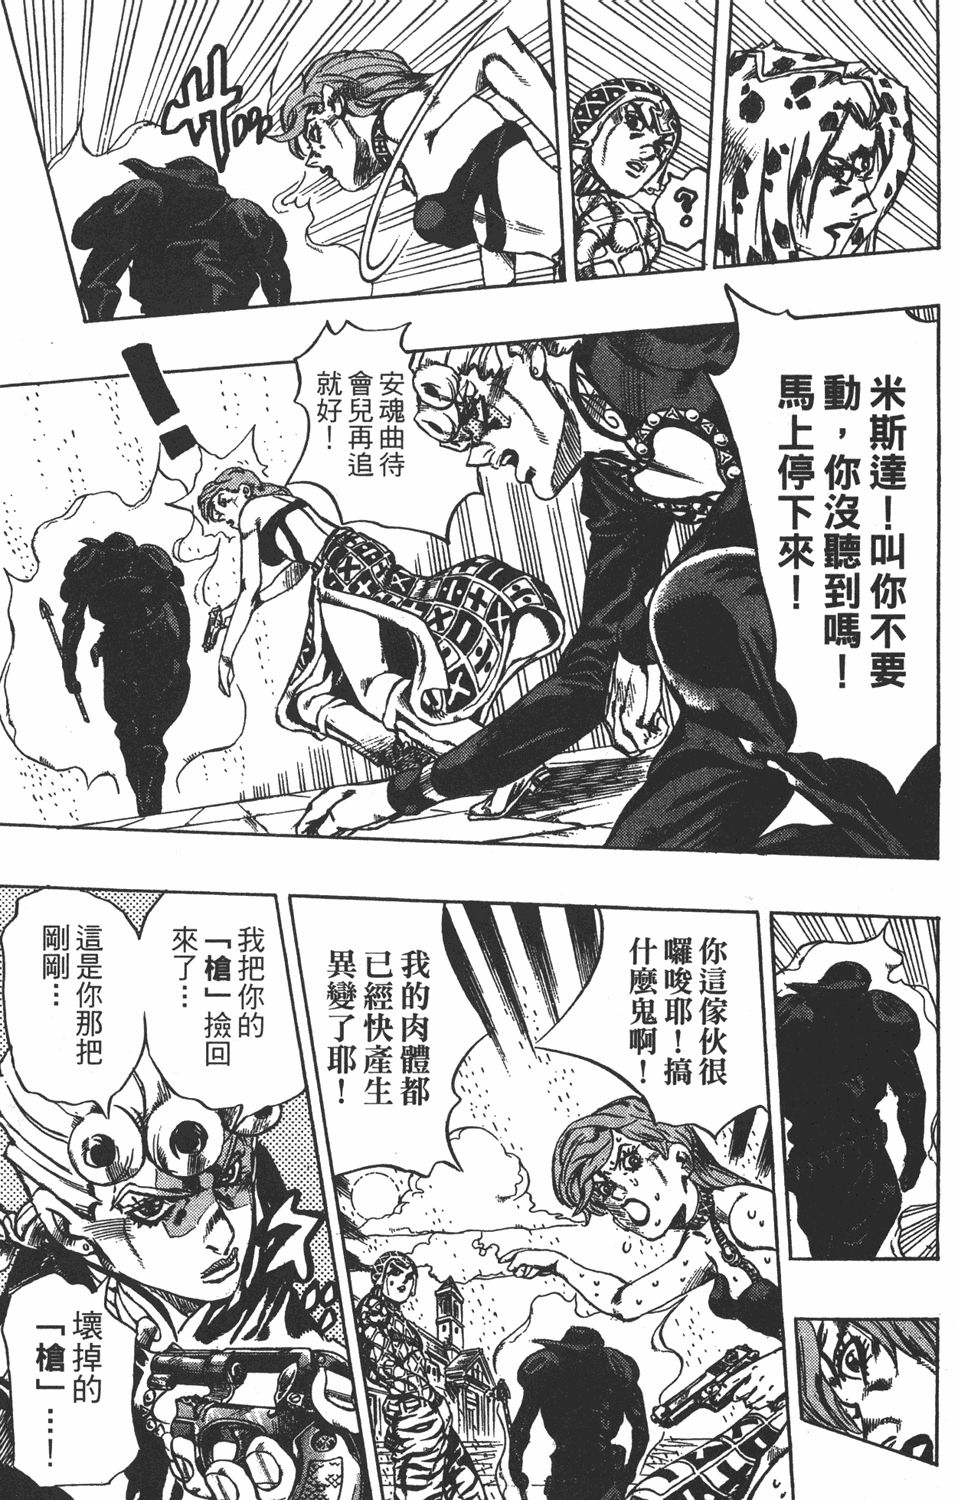 ?
ザ
米斯達！叫你不要
動，你沒聽到嗎！
馬上停下來！
安魂曲待
會兒再追
就好！
！
你這傢伙很
囉唆耶！搞
什麼鬼啊！
我的肉體都
已經快產生
異變了耶！
我把你的
「槍」撿回
來了…
這是你那把
剛剛…
壞掉的
「槍」…！